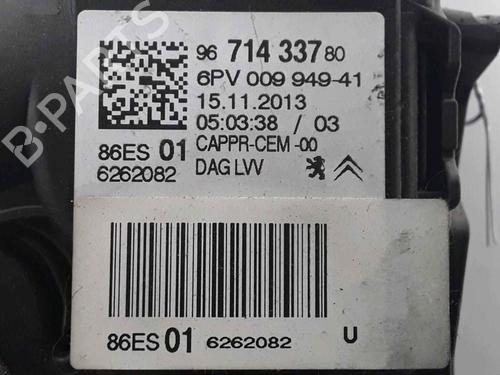 96 714 337 80
6PV 009 949-41
15.11.2013
05:03:38 / 03
86ES 01 CAPPR-CEM -00
6262082 DAG LVV
86ES 01 6262082 U